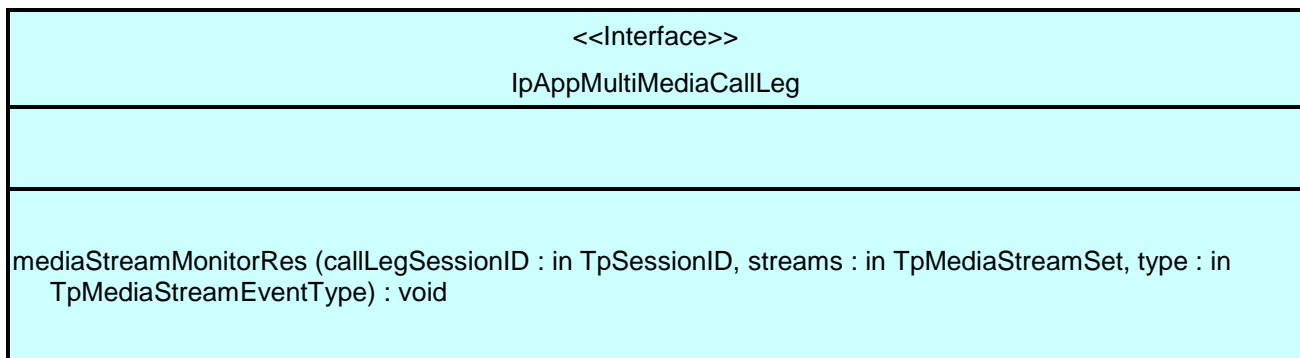 <<Interface>>
IpAppMultiMediaCallLeg
mediaStreamMonitorRes (callLegSessionID : in TpSessionID, streams : in TpMediaStreamSet, type : in
TpMediaStreamEventType) : void